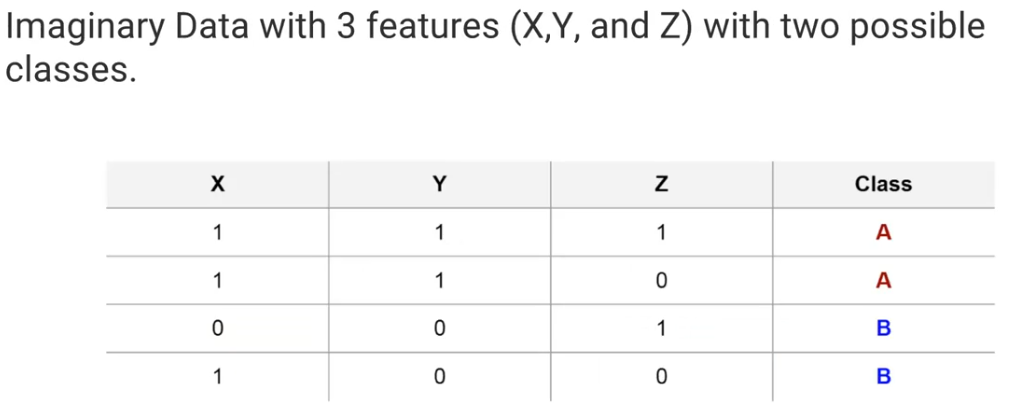 Imaginary Data with 3 features (X,Y, and Z) with two possible
classes.
X Y Z Class
1 1 1 A
1 1 0 A
0 0 1 B
1 0 0 B